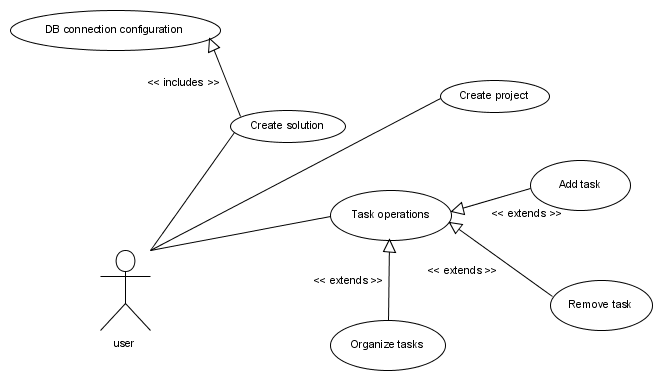 DB connection configuration
<< includes >>
Create project
Create solution
Add task
Task operations
<< extends >>
<< extends >>
<< extends >>
Remove task
user
Organize tasks